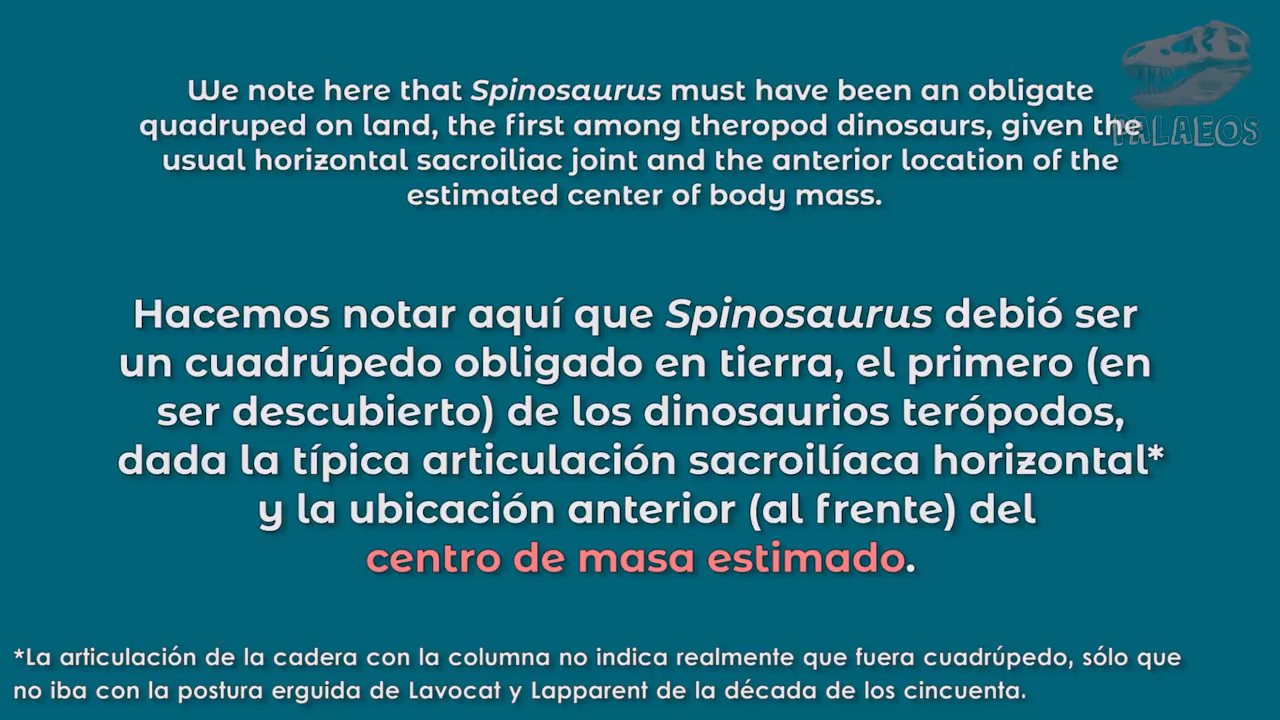 We note here that Spinosaurus must have been an obligate
quadruped on land, the first among theropod dinosaurs, given the
usual horizontal sacroiliac joint and the anterior location of the
estimated center of body mass.
PALAEOS
Hacemos notar aquí que Spinosaurus debió ser
un cuadrúpedo obligado en tierra, el primero (en
ser descubierto) de los dinosaurios terópodos,
dada la típica articulación sacroilíaca horizontal*
y la ubicación anterior (al frente) del
centro de masa estimado.
*La articulación de la cadera con la columna no indica realmente que fuera cuadrúpedo, sólo que
no iba con la postura erguida de Lavocat y Lapparent de la década de los cincuenta.